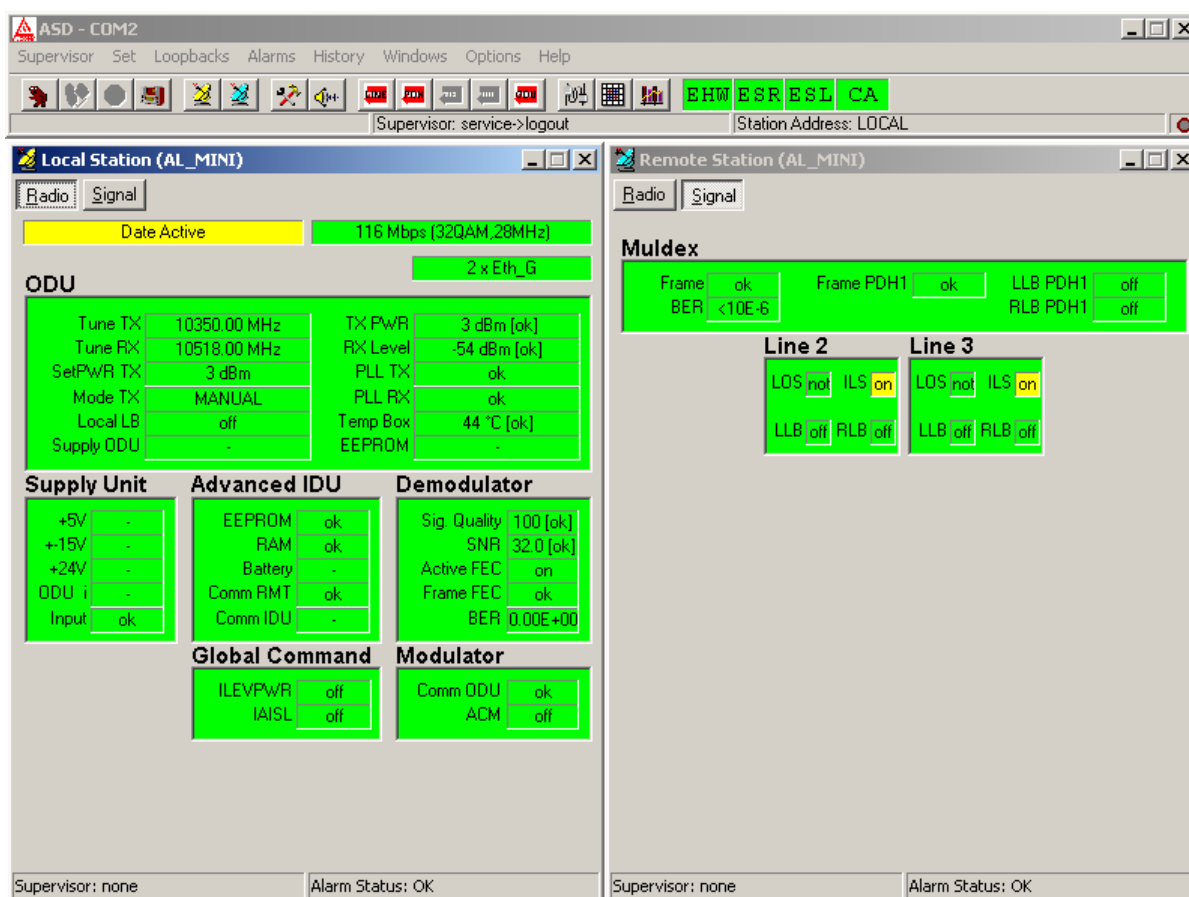 ASD - COM2
Supervisor Set Loopbacks Alarms History Windows Options Help
EHW ESR ESL CA
Supervisor: service->logout Station Address: LOCAL
Local Station (AL_MINI)
Radio Signal
Date Active 116 Mbps (32QAM,28MHz)
2 x Eth_G
ODU
Tune TX 10350.00 MHz TX PWR 3 dBm [ok]
Tune RX 10518.00 MHz RX Level -54 dBm [ok]
SetPWR TX 3 dBm PLL TX ok
Mode TX MANUAL PLL RX ok
Local LB off Temp Box 44 °C [ok]
Supply ODU - EEPROM -
Supply Unit Advanced IDU Demodulator
+5V - EEPROM ok Sig. Quality 100 [ok]
+-15V - RAM ok SNR 32.0 [ok]
+24V - Battery - Active FEC on
ODU i - Comm RMT ok Frame FEC ok
Input ok Comm IDU - BER 0.00E+00
Global Command Modulator
ILEVPWR off Comm ODU ok
IAISL off ACM off
Supervisor: none Alarm Status: OK
Remote Station (AL_MINI)
Radio Signal
Muldex
Frame ok Frame PDH1 ok LLB PDH1 off
BER <10E-6 RLB PDH1 off
Line 2 Line 3
LOS not ILS on LOS not ILS on
LLB off RLB off LLB off RLB off
Supervisor: none Alarm Status: OK